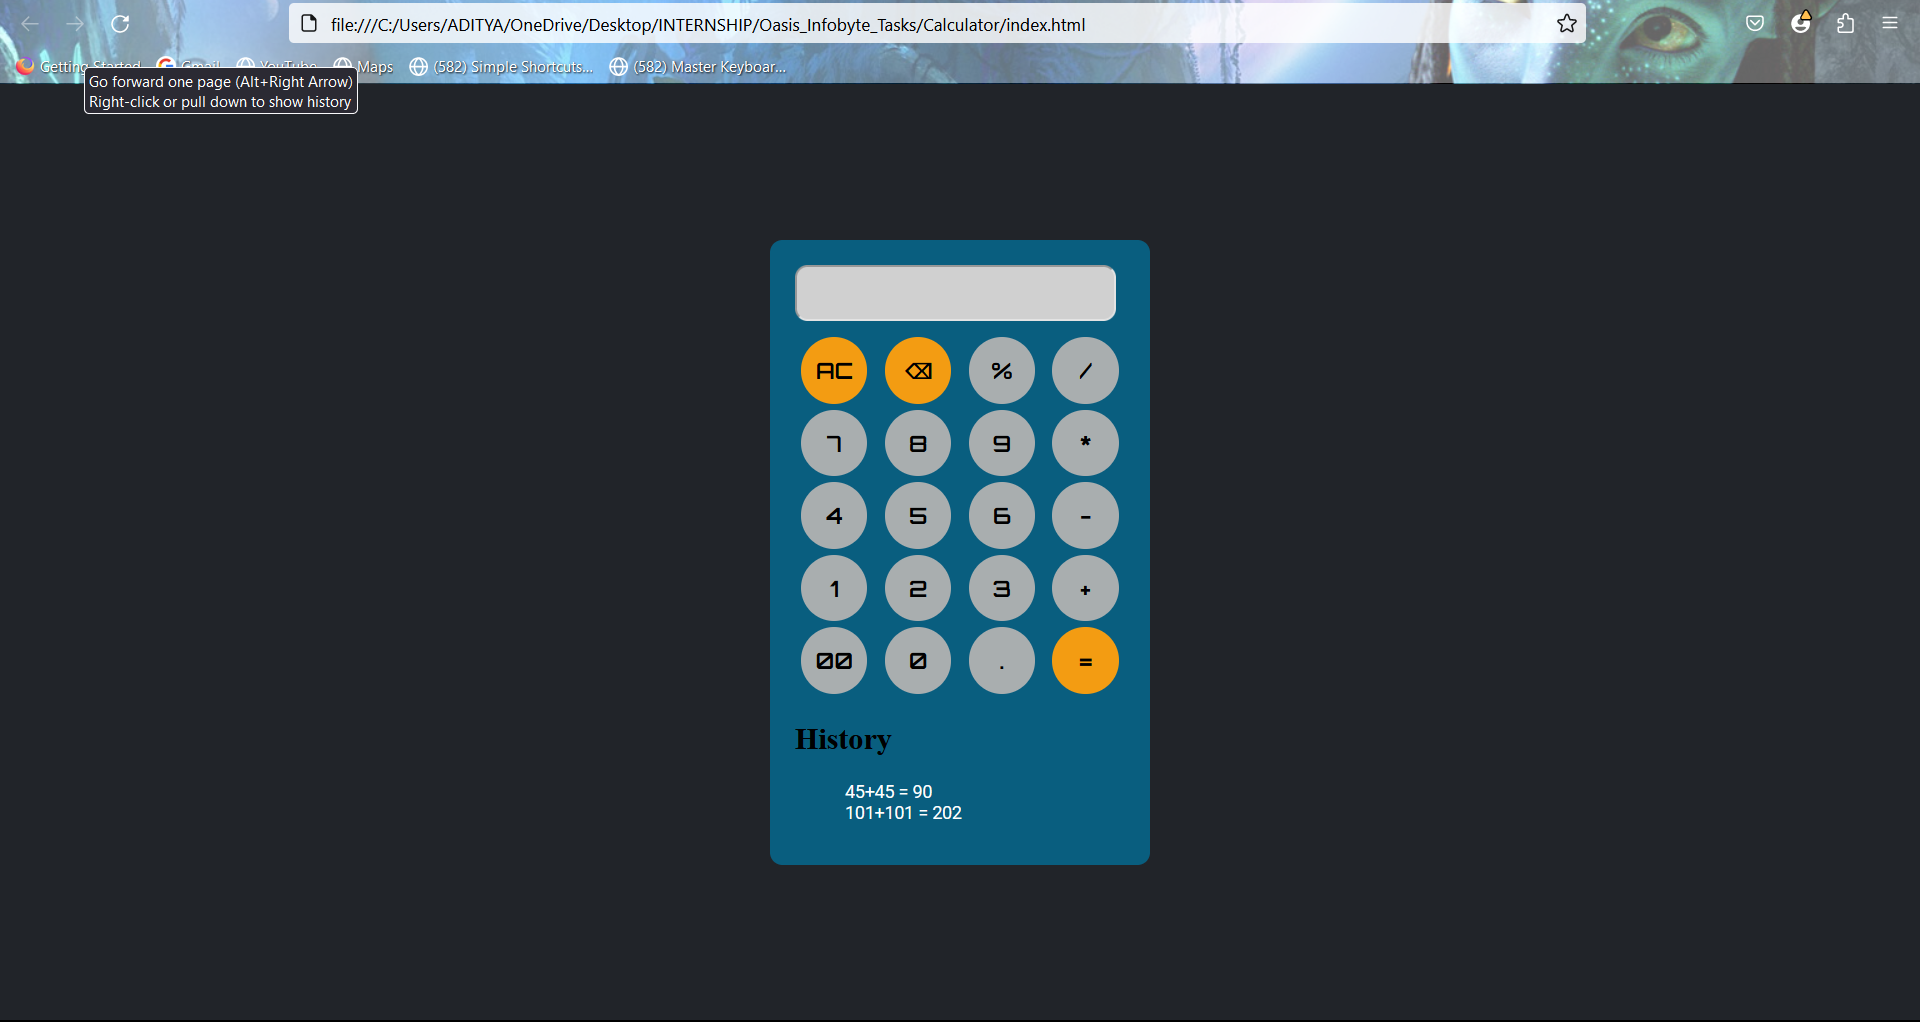 file:///C:/Users/ADITYA/OneDrive/Desktop/INTERNSHIP/Oasis_Infobyte_Tasks/Calculator/index.html
Getting Started Gmail YouTube Maps (582) Simple Shortcuts... (582) Master Keyboar...
Go forward one page (Alt+Right Arrow)
Right-click or pull down to show history
AC ⌫ % /
7 8 9 *
4 5 6 -
1 2 3 +
00 0 . =
History
45+45 = 90
101+101 = 202